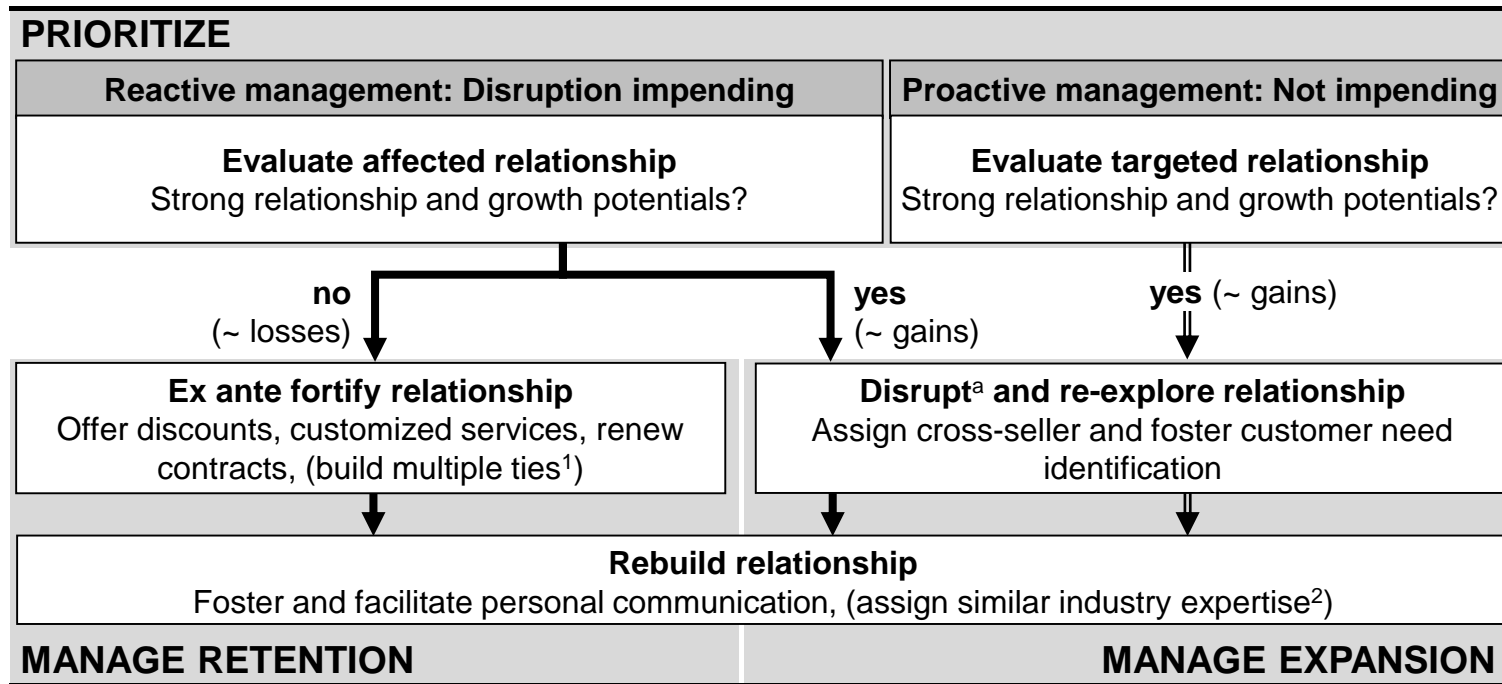 PRIORITIZE
Reactive management: Disruption impending
Proactive management: Not impending
Evaluate affected relationship
Strong relationship and growth potentials?
Evaluate targeted relationship
Strong relationship and growth potentials?
no
(~ losses)
yes
(~ gains)
yes (~ gains)
Ex ante fortify relationship
Offer discounts, customized services, renew
contracts, (build multiple ties¹)
Disruptᵃ and re-explore relationship
Assign cross-seller and foster customer need
identification
Rebuild relationship
Foster and facilitate personal communication, (assign similar industry expertise²)
MANAGE RETENTION
MANAGE EXPANSION